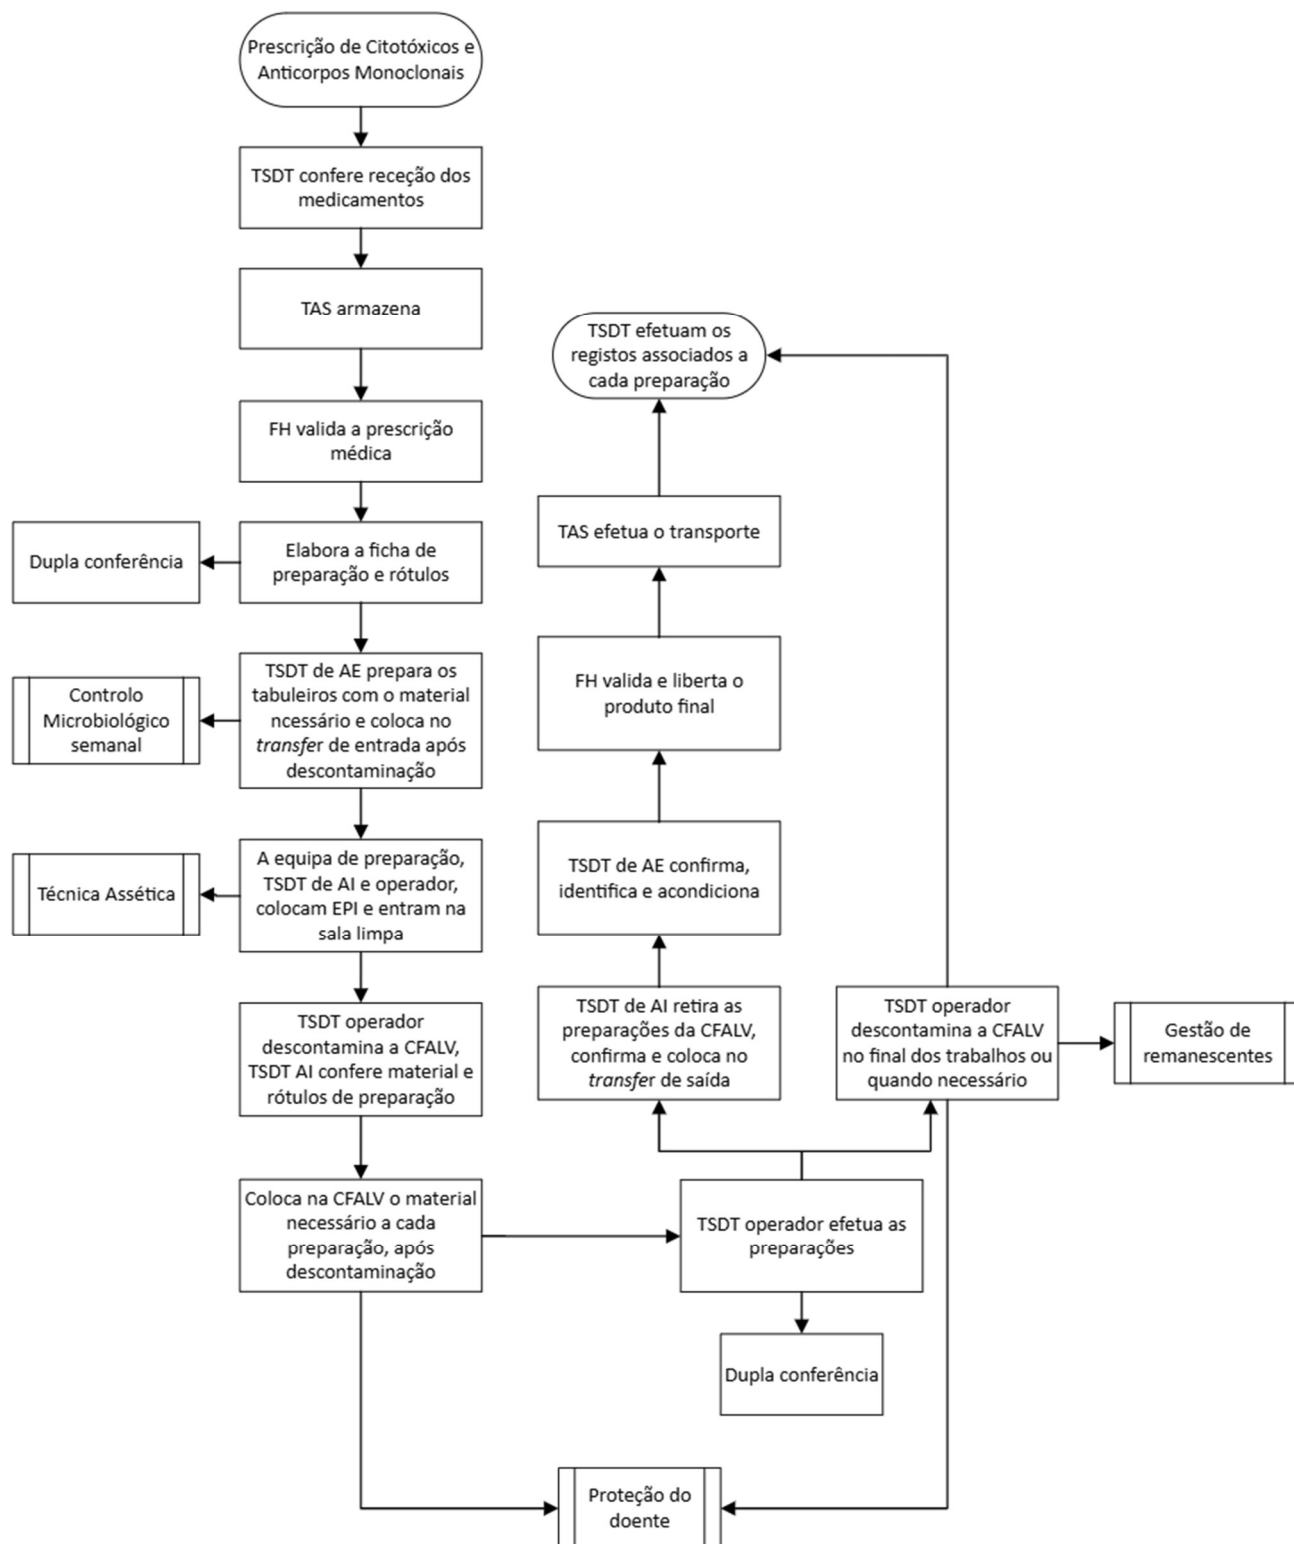 Prescrição de Citotóxicos e
Anticorpos Monoclonais
TSDT confere receção dos
medicamentos
TAS armazena
FH valida a prescrição
médica
Elabora a ficha de
preparação e rótulos
Dupla conferência
TSDT de AE prepara os
tabuleiros com o material
ncessário e coloca no
transfer de entrada após
descontaminação
Controlo
Microbiológico
semanal
A equipa de preparação,
TSDT de AI e operador,
colocam EPI e entram na
sala limpa
Técnica Assética
TSDT operador
descontamina a CFALV,
TSDT AI confere material e
rótulos de preparação
Coloca na CFALV o material
necessário a cada
preparação, após
descontaminação
TSDT operador efetua as
preparações
Dupla conferência
TSDT de AI retira as
preparações da CFALV,
confirma e coloca no
transfer de saída
TSDT de AE confirma,
identifica e acondiciona
FH valida e liberta o
produto final
TAS efetua o transporte
TSDT efetuam os
registos associados a
cada preparação
TSDT operador
descontamina a CFALV
no final dos trabalhos ou
quando necessário
Gestão de
remanescentes
Proteção do
doente